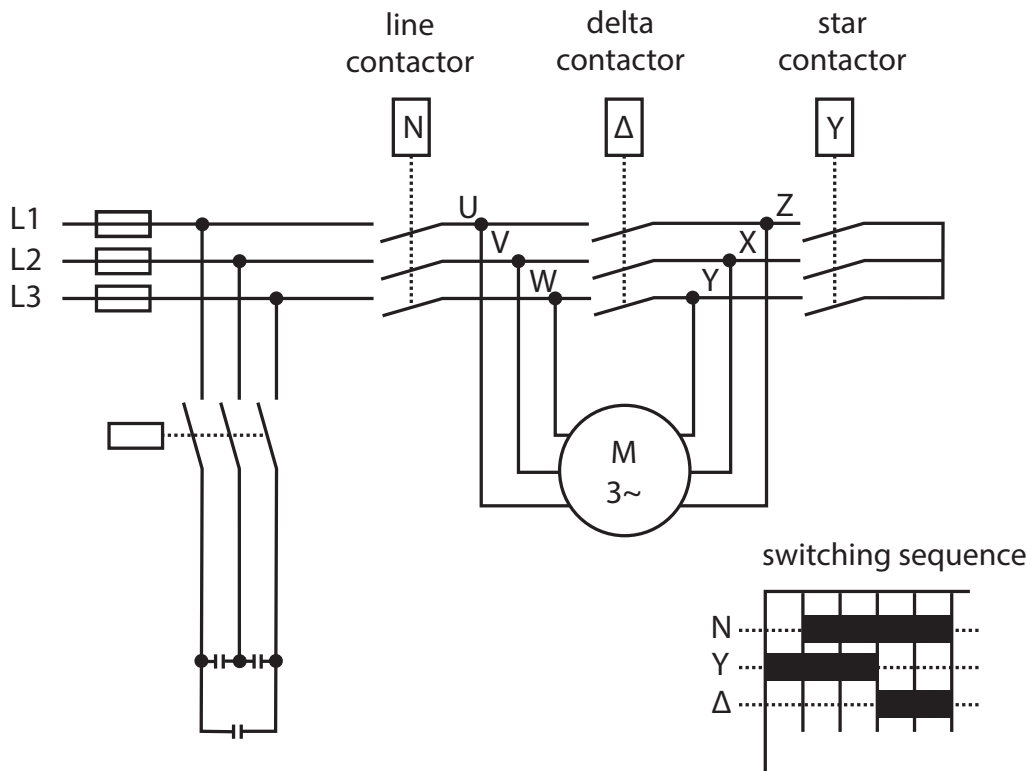 line
contactor
delta
contactor
star
contactor
N
Δ
Y
L1
L2
L3
U
V
W
Z
X
Y
M
3~
switching sequence
N
Y
Δ